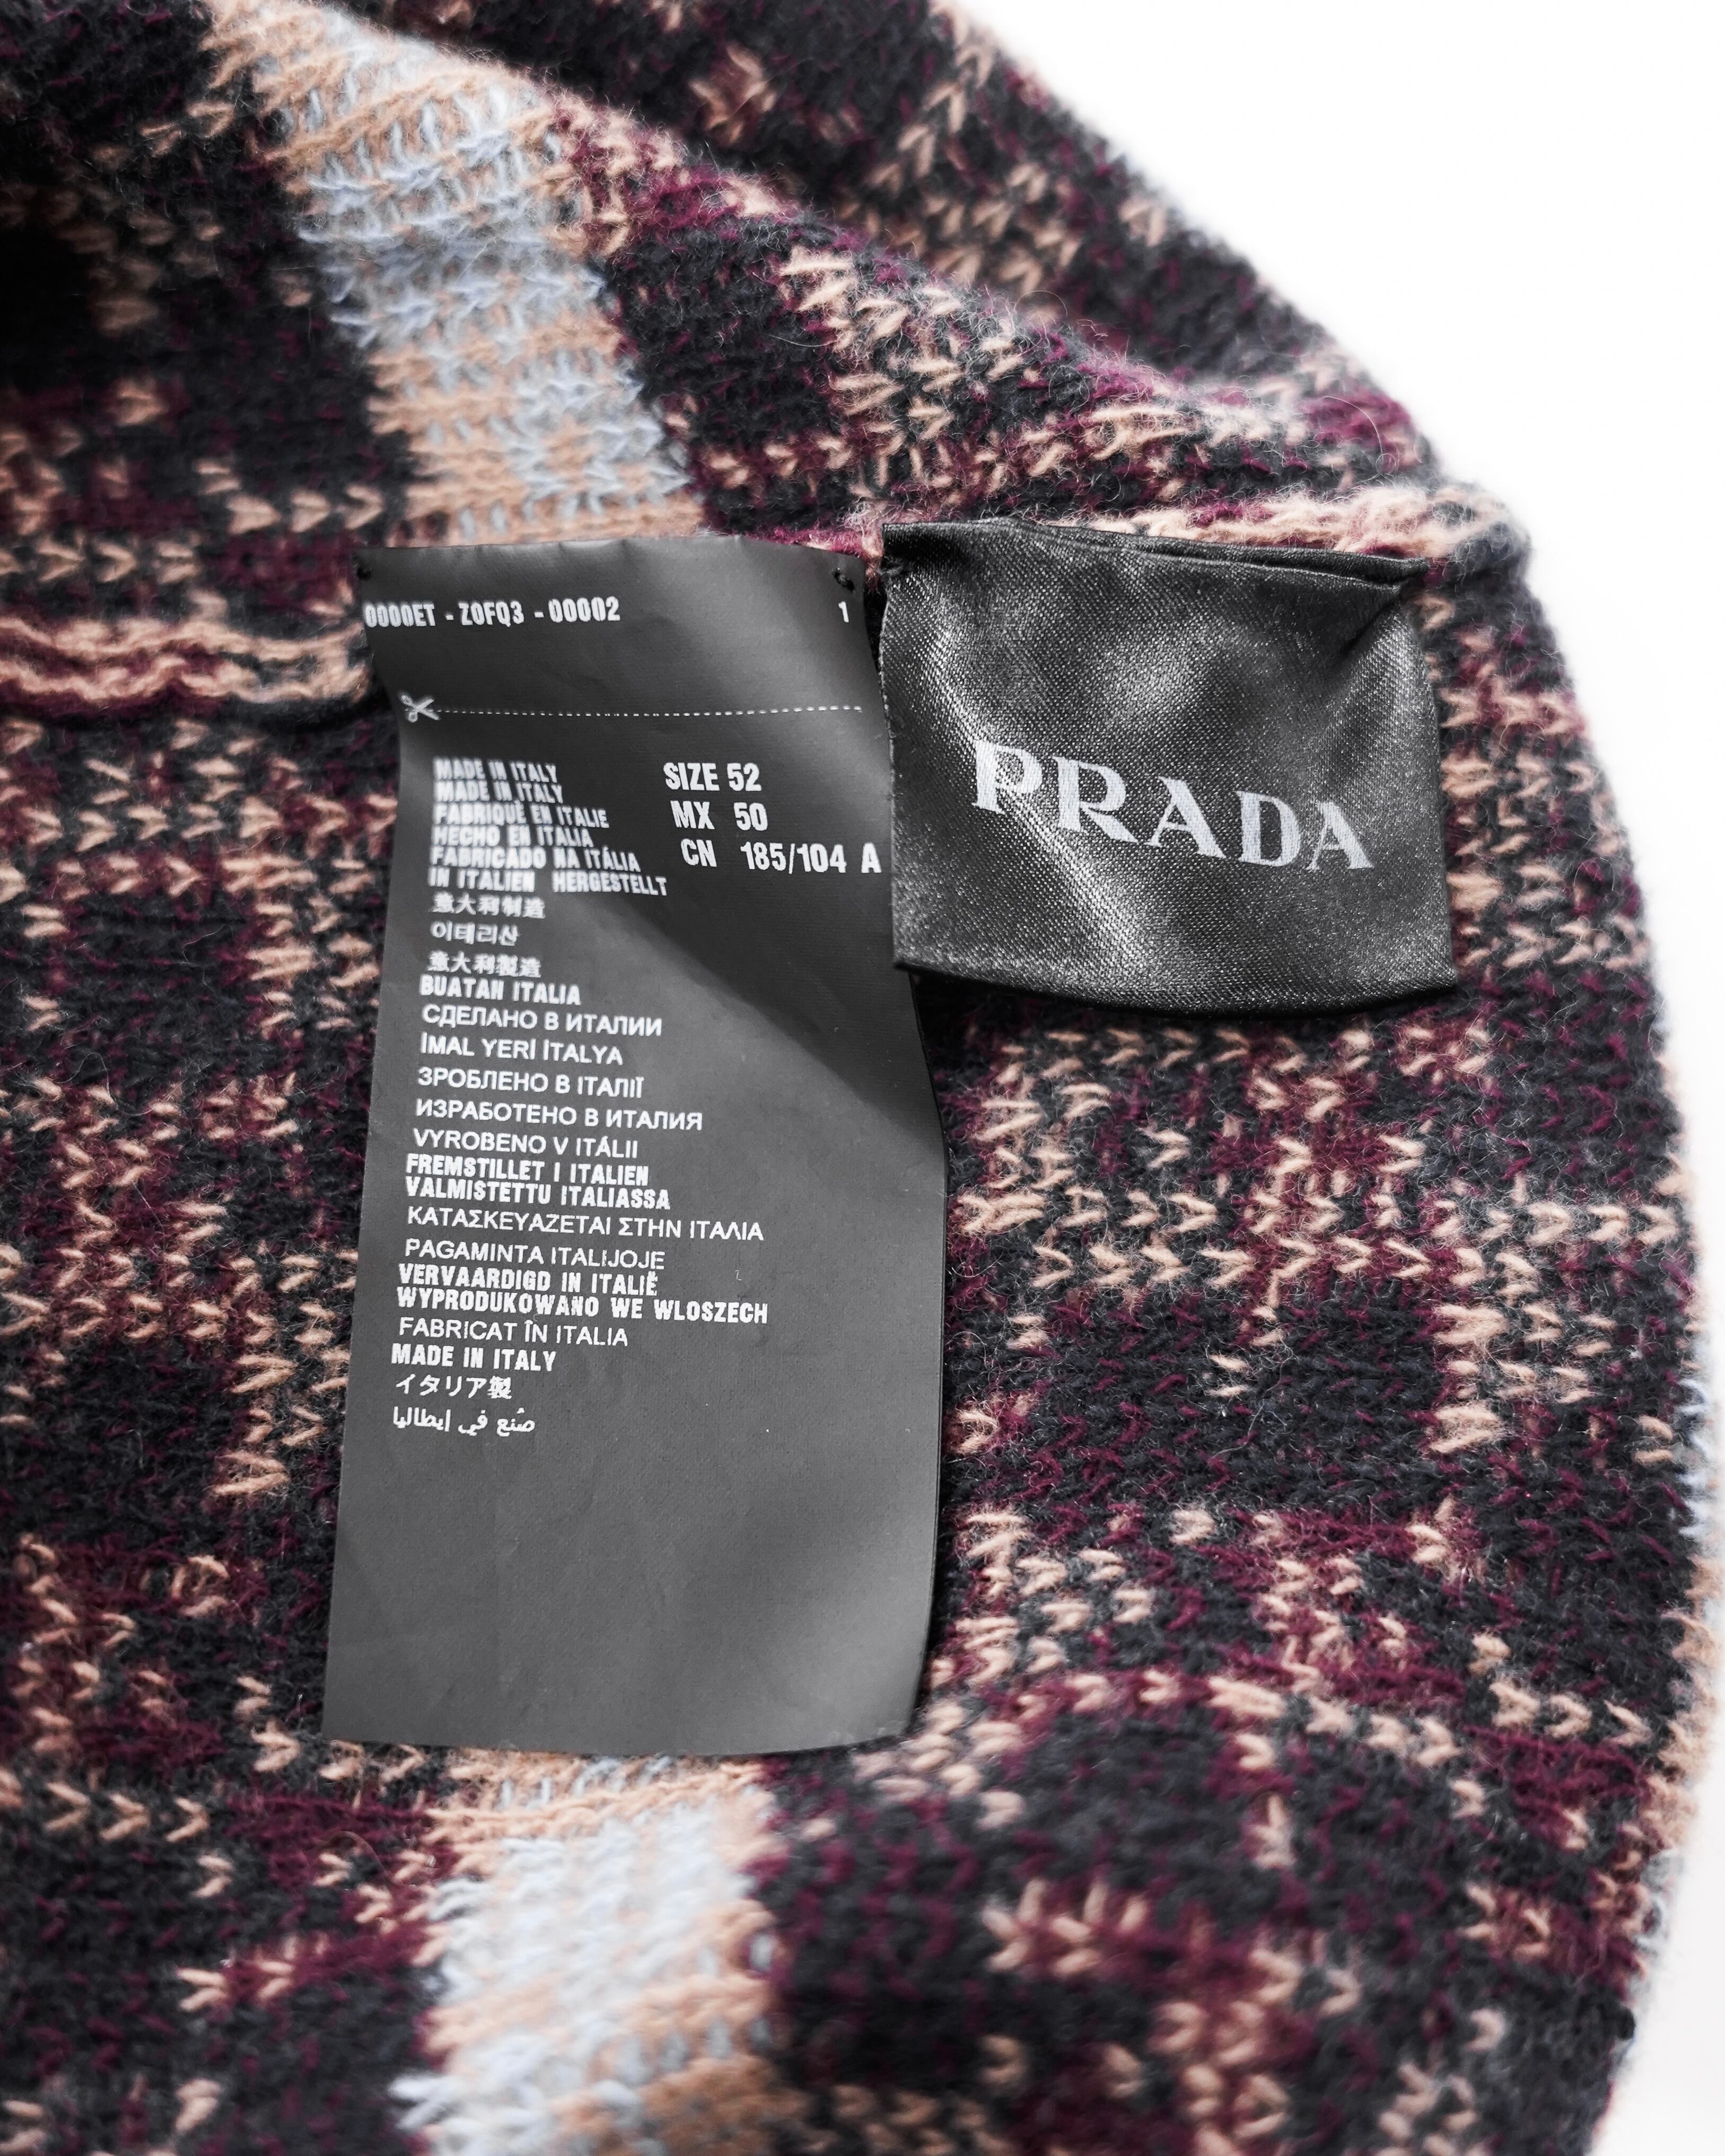 0000ET - Z0FQ3 - 00002 1
MADE IN ITALY
MADE IN ITALY
FABRIQUÉ EN ITALIE
HECHO EN ITALIA
FABRICADO NA ITÁLIA
IN ITALIEN HERGESTELLT
意大利制造
이태리산
意大利製造
BUATAN ITALIA
СДЕЛАНО В ИТАЛИИ
İMAL YERİ İTALYA
ЗРОБЛЕНО В ІТАЛІЇ
ИЗРАБОТЕНО В ИТАЛИЯ
VYROBENO V ITÁLII
FREMSTILLET I ITALIEN
VALMISTETTU ITALIASSA
ΚΑΤΑΣΚΕΥΑΖΕΤΑΙ ΣΤΗΝ ΙΤΑΛΙΑ
PAGAMINTA ITALIJOJE
VERVAARDIGD IN ITALIË
WYPRODUKOWANO WE WLOSZECH
FABRICAT ÎN ITALIA
MADE IN ITALY
イタリア製
صُنع في ايطاليا
SIZE 52
MX 50
CN 185/104 A
PRADA